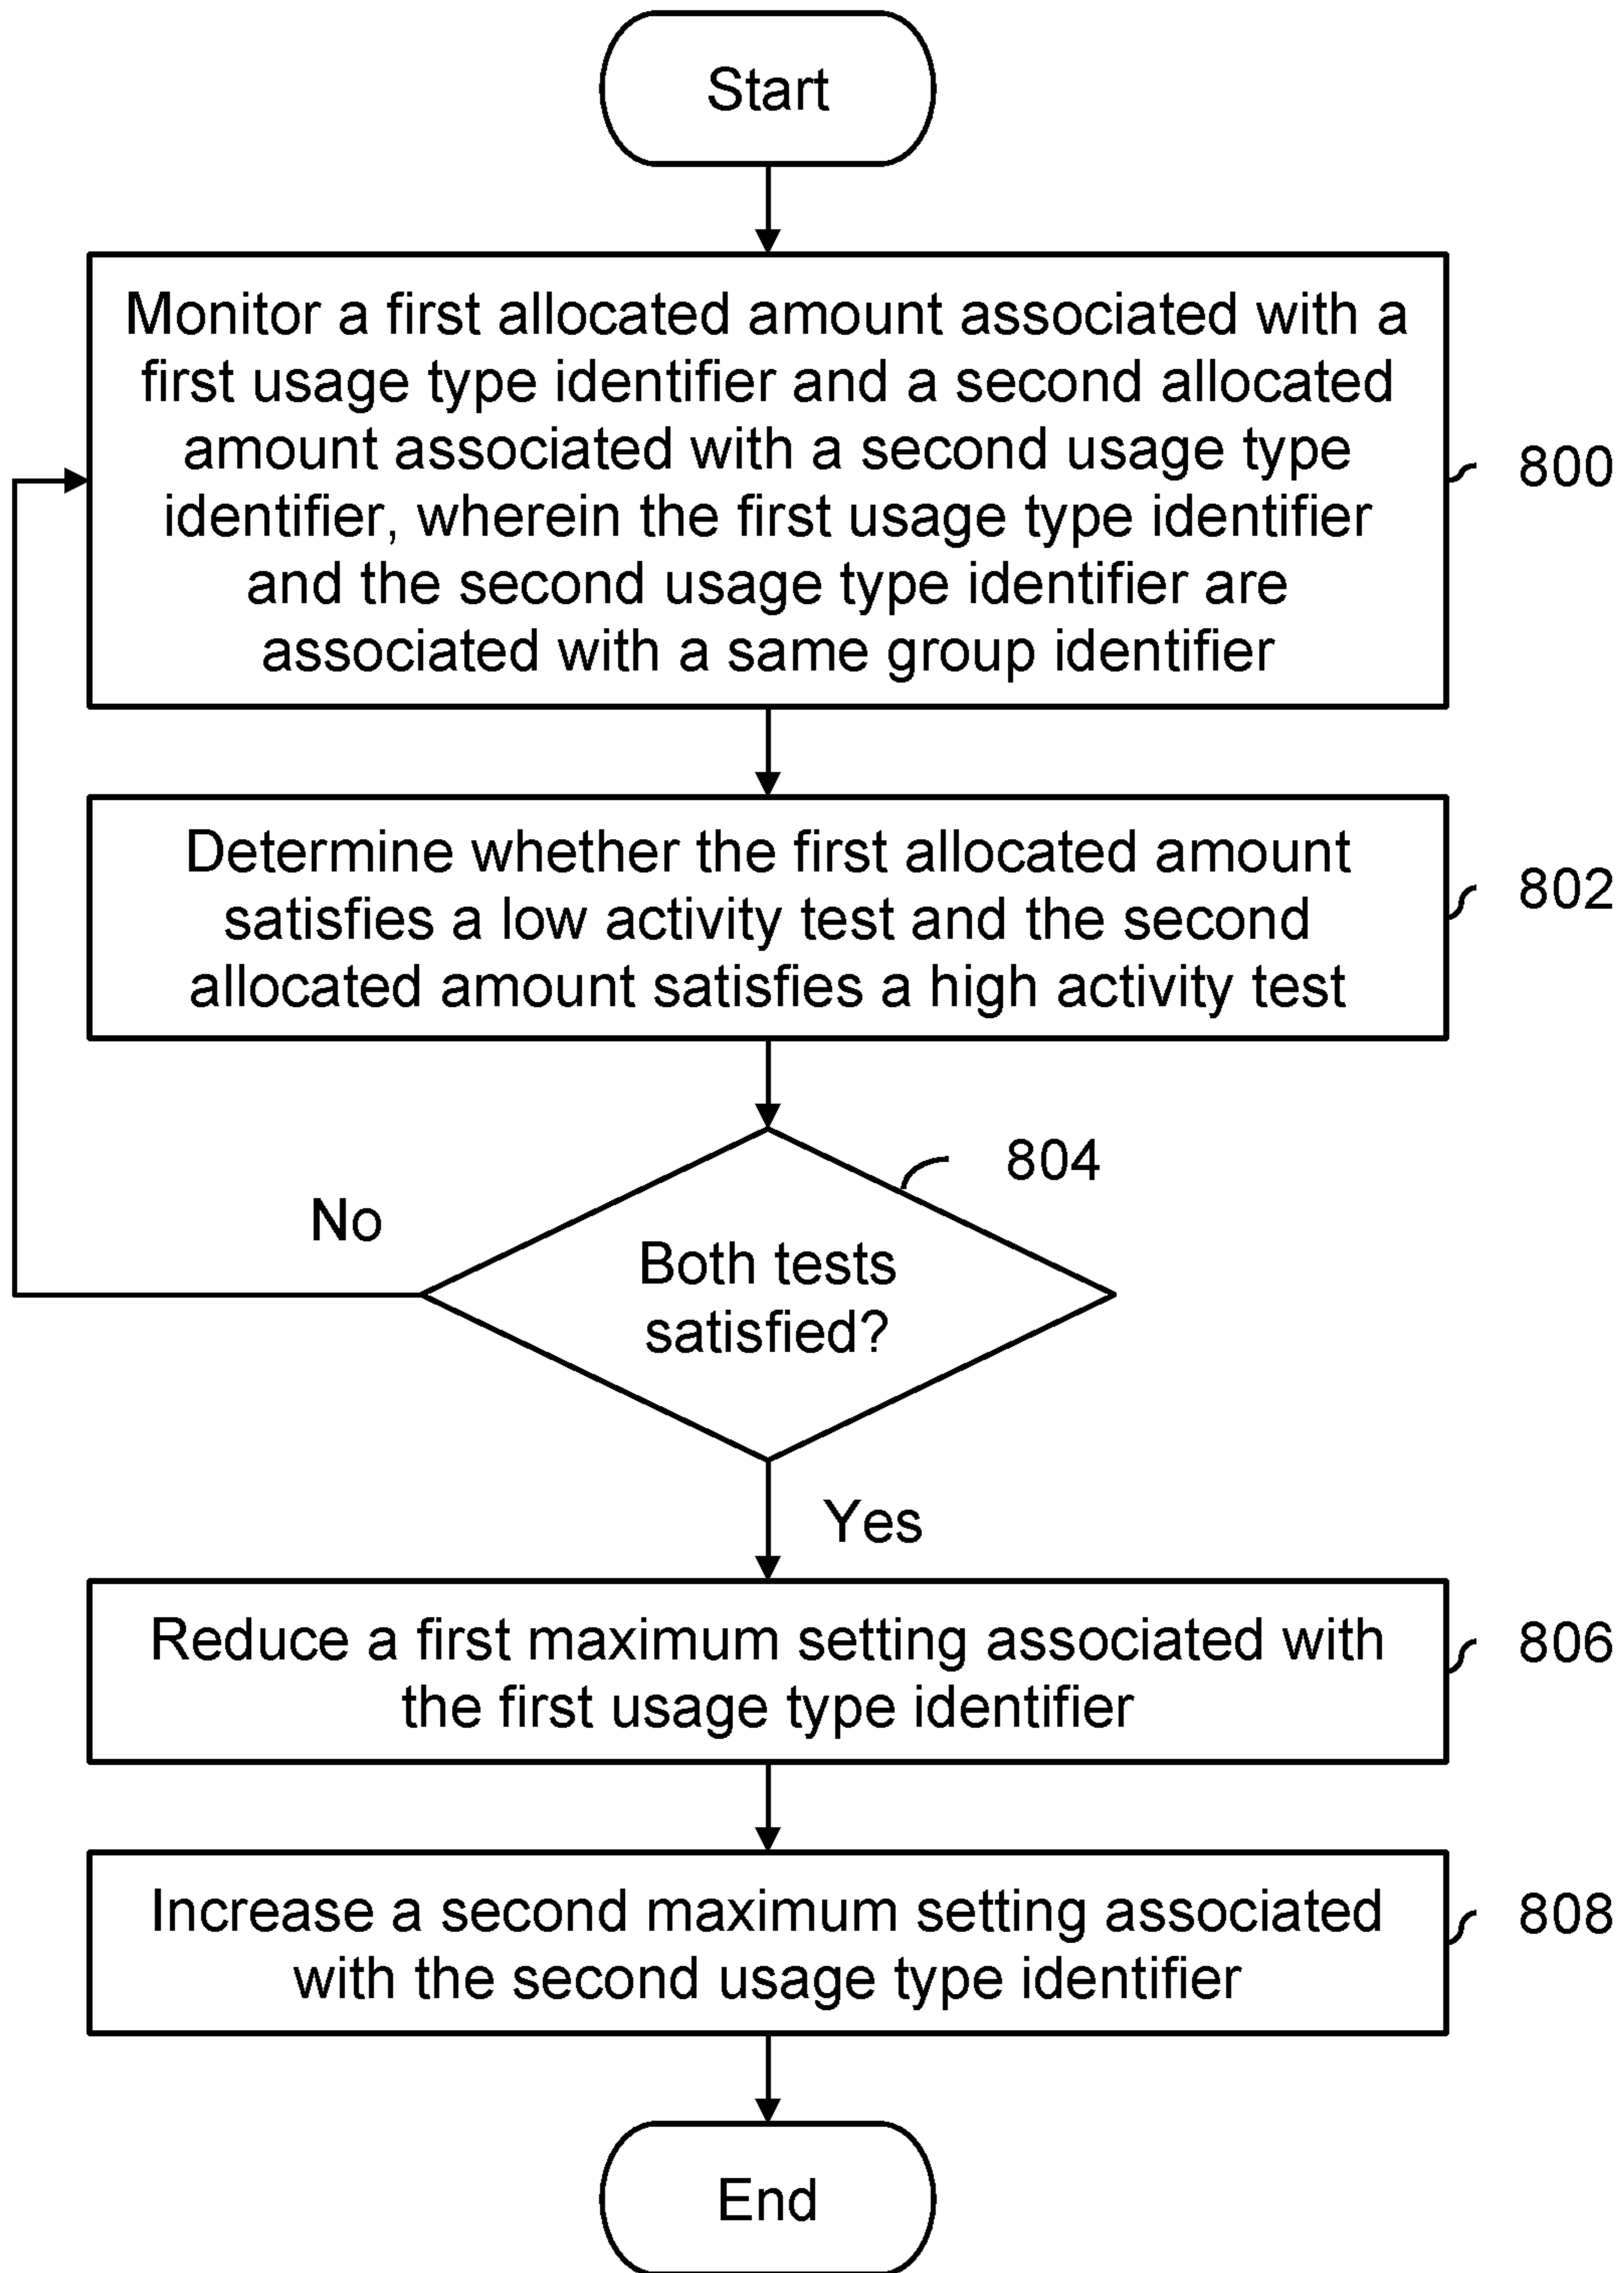 Start
Monitor a first allocated amount associated with a
first usage type identifier and a second allocated
amount associated with a second usage type
identifier, wherein the first usage type identifier
and the second usage type identifier are
associated with a same group identifier
800
Determine whether the first allocated amount
satisfies a low activity test and the second
allocated amount satisfies a high activity test
802
804
No
Both tests
satisfied?
Yes
Reduce a first maximum setting associated with
the first usage type identifier
806
Increase a second maximum setting associated
with the second usage type identifier
808
End